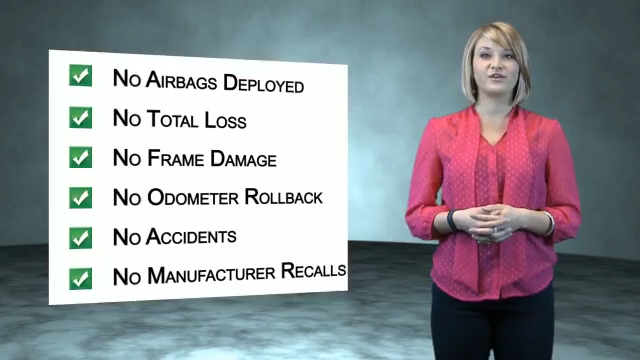 No Airbags Deployed
No Total Loss
No Frame Damage
No Odometer Rollback
No Accidents
No Manufacturer Recalls